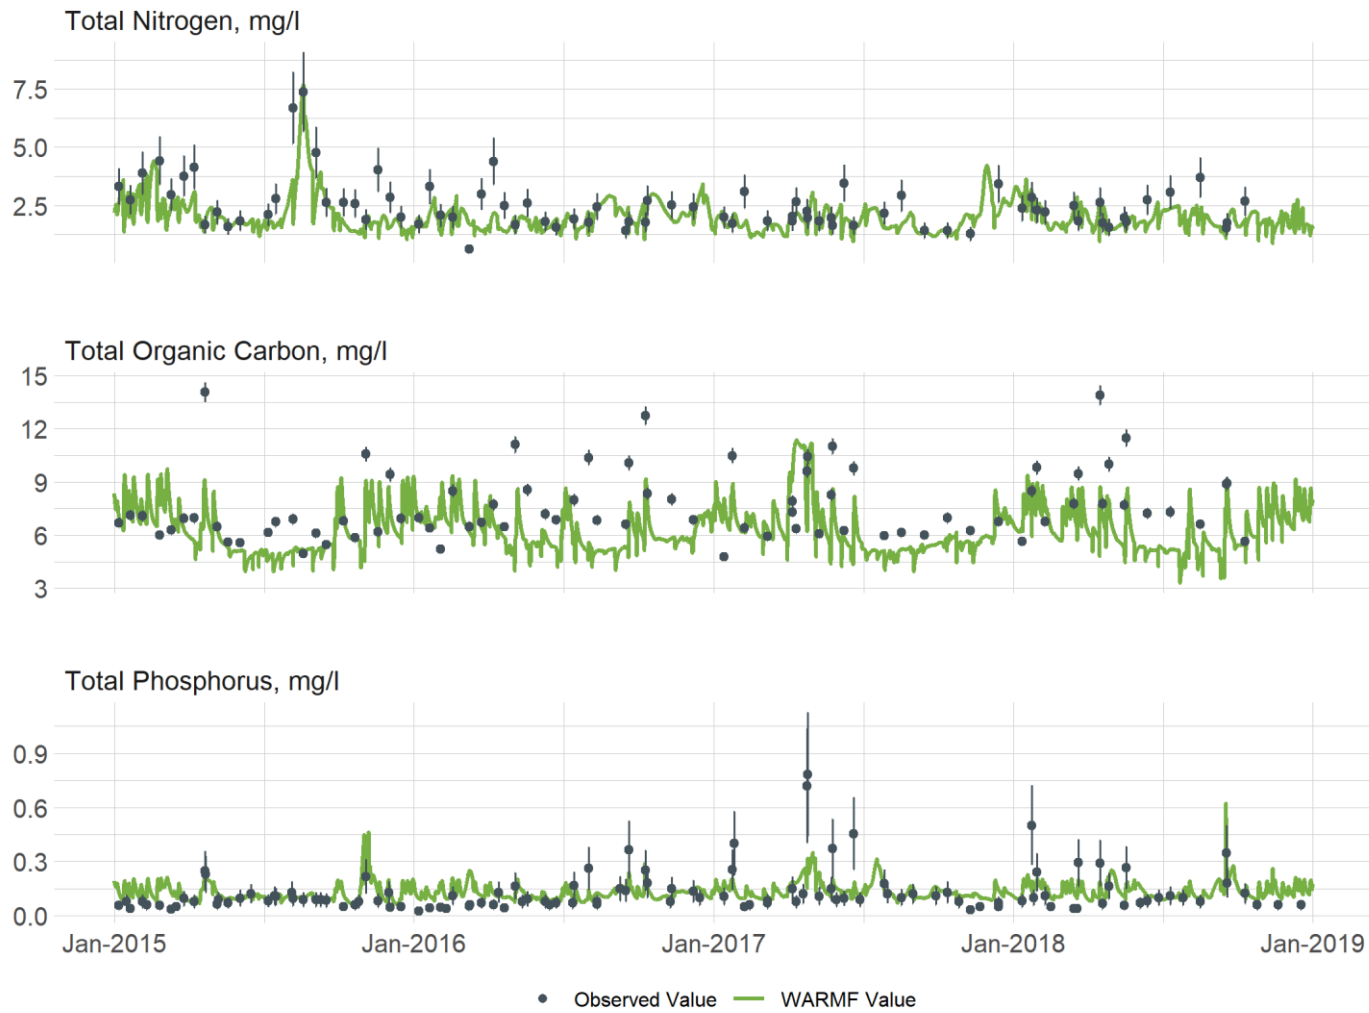 Total Nitrogen, mg/l
7.5
5.0
2.5
Total Organic Carbon, mg/l
15
12
9
6
3
Total Phosphorus, mg/l
0.9
0.6
0.3
0.0
Jan-2015 Jan-2016 Jan-2017 Jan-2018 Jan-2019
Observed Value WARMF Value